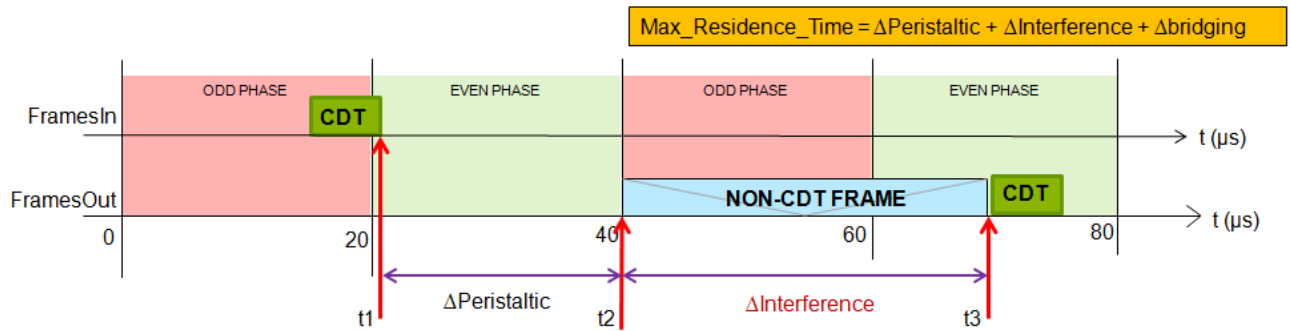 Max_Residence_Time = ΔPeristaltic + ΔInterference + Δbridging
ODD PHASE EVEN PHASE ODD PHASE EVEN PHASE
FramesIn CDT
t (µs)
FramesOut NON-CDT FRAME CDT
t (µs)
0 20 40 60 80
ΔPeristaltic ΔInterference
t1 t2 t3